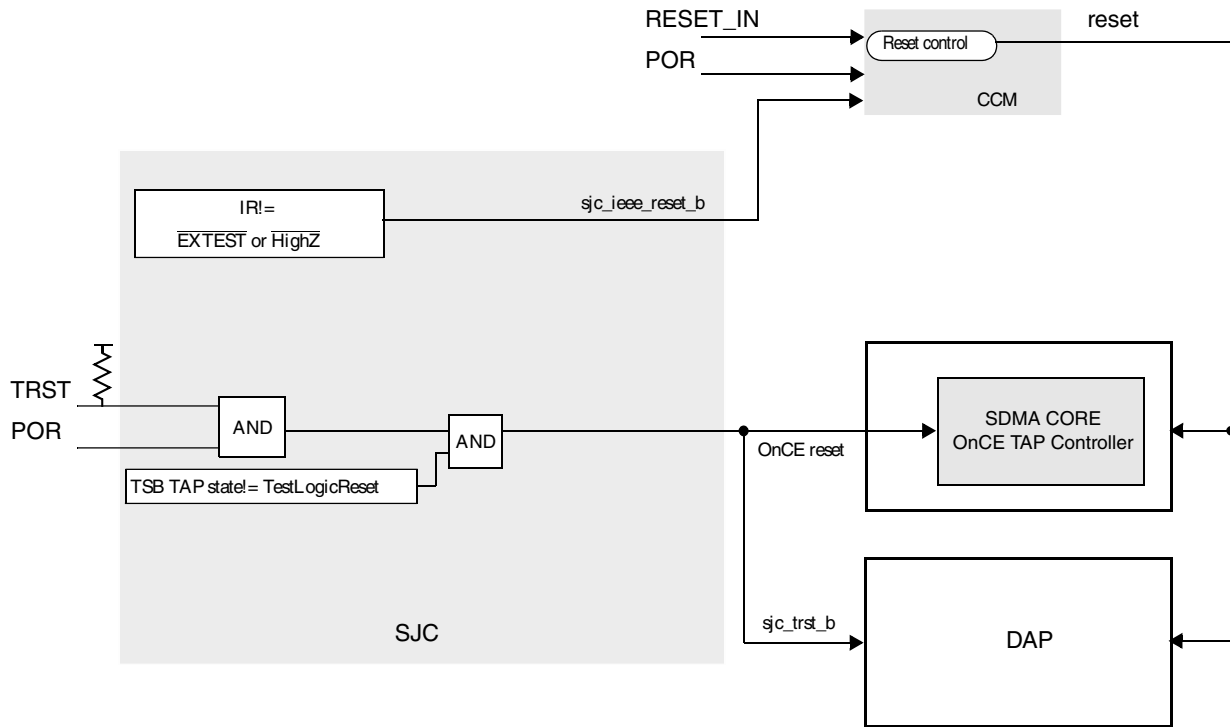 RESET_IN
reset
Reset control
POR
CCM
IR!=
EXTEST or HighZ
sjc_ieee_reset_b
TRST
POR
AND
AND
TSB TAP state!= TestLogicReset
OnCE reset
SDMA CORE
OnCE TAP Controller
sjc_trst_b
SJC
DAP